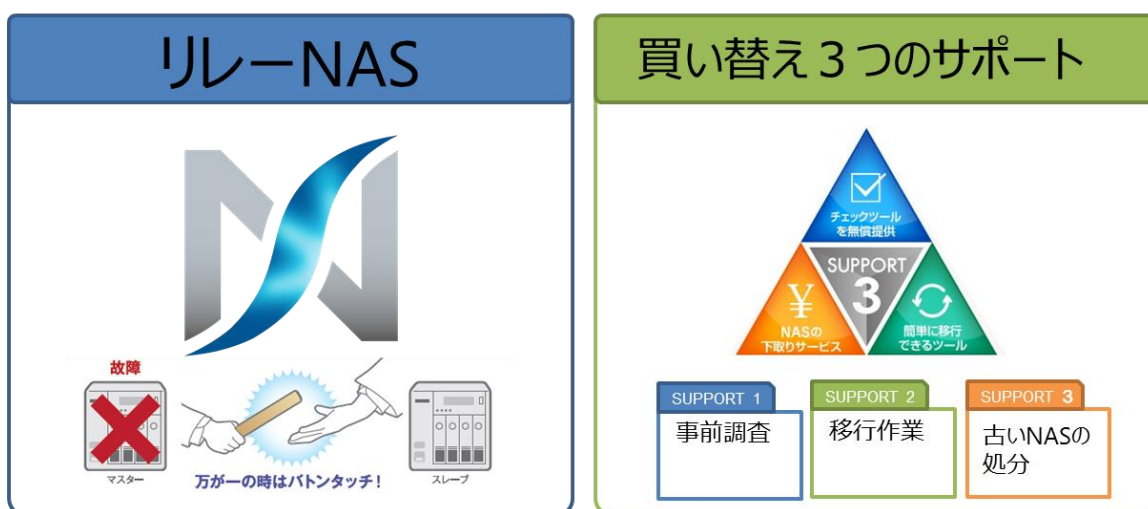 リレーNAS
故障
マスター
万が一の時はバトンタッチ!
スレーブ
買い替え3つのサポート
チェックツール
を無償提供
SUPPORT
3
¥
NASの
下取りサービス
簡単に移行
できるツール
SUPPORT 1
事前調査
SUPPORT 2
移行作業
SUPPORT 3
古いNASの
処分